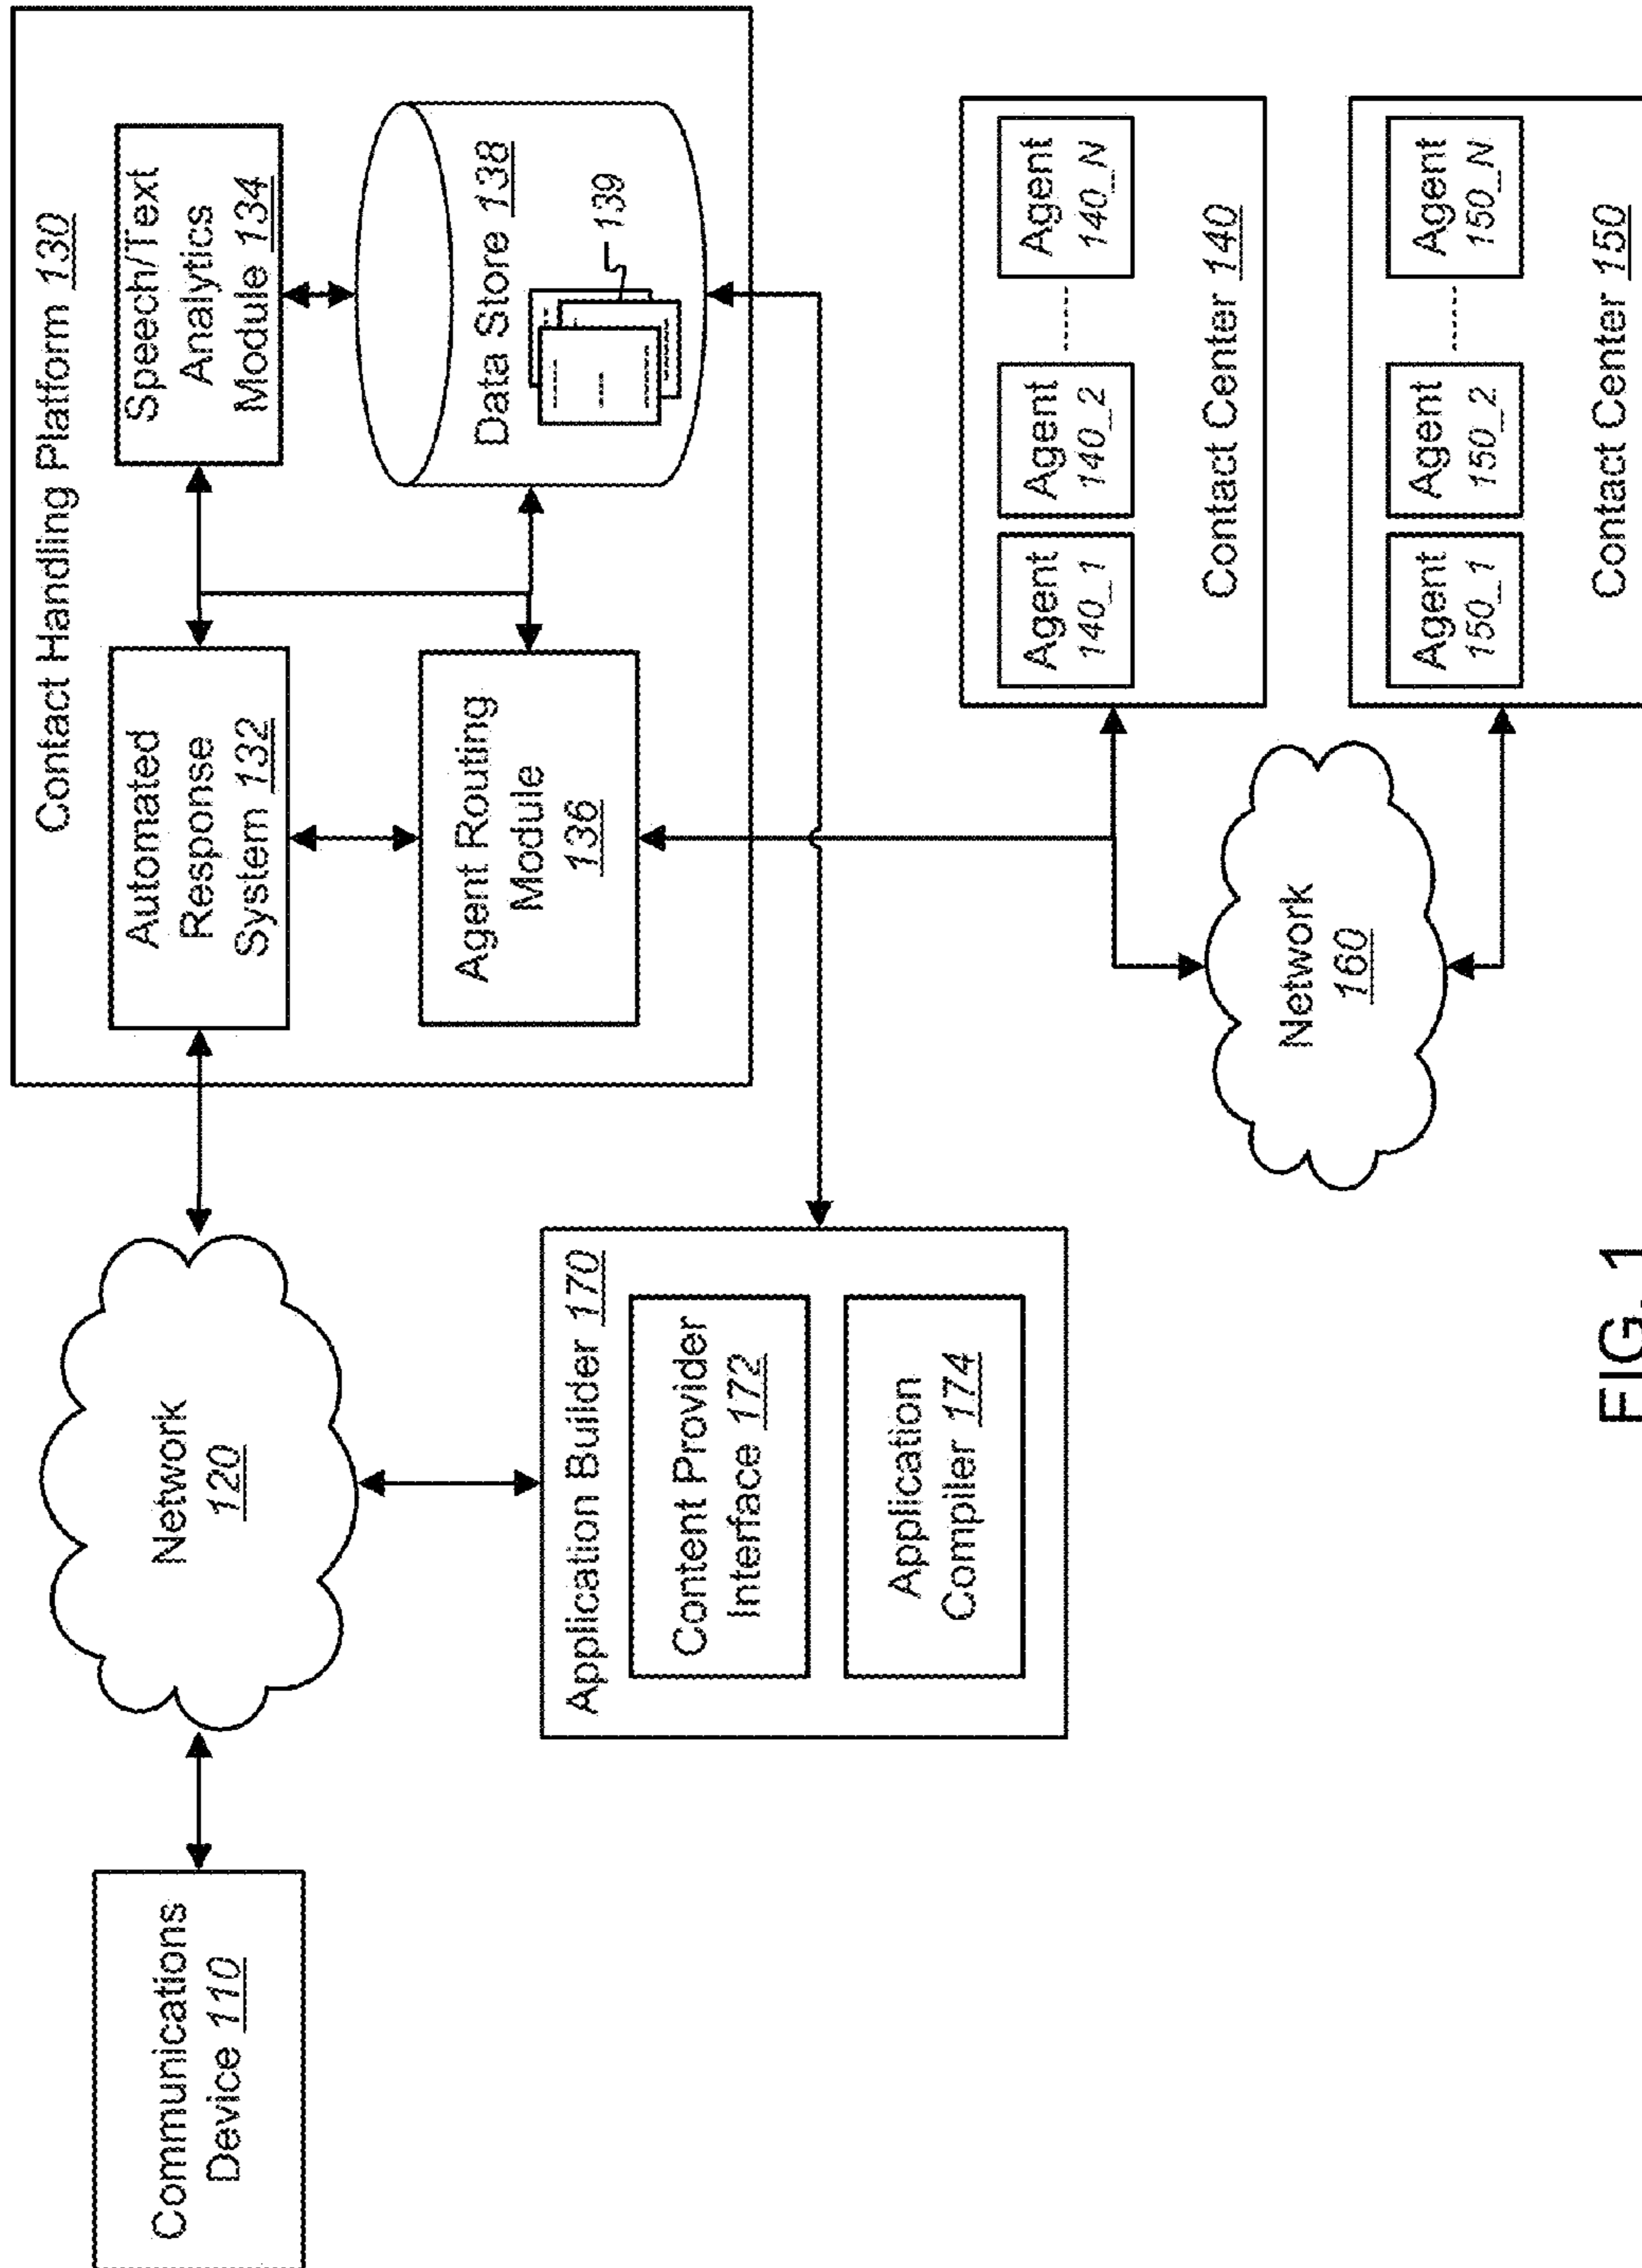 Contact Handling Platform 130
Automated
Response
System 132
Speech/Text
Analytics
Module 134
Agent Routing
Module
136
Data Store 138
139
Network
120
Communications
Device 110
Application Builder 170
Content Provider
Interface 172
Application
Compiler 174
Agent
140_1
Agent
140_2
Agent
140_N
Contact Center 140
Network
160
Agent
150_1
Agent
150_2
Agent
150_N
Contact Center 150
FIG. 1